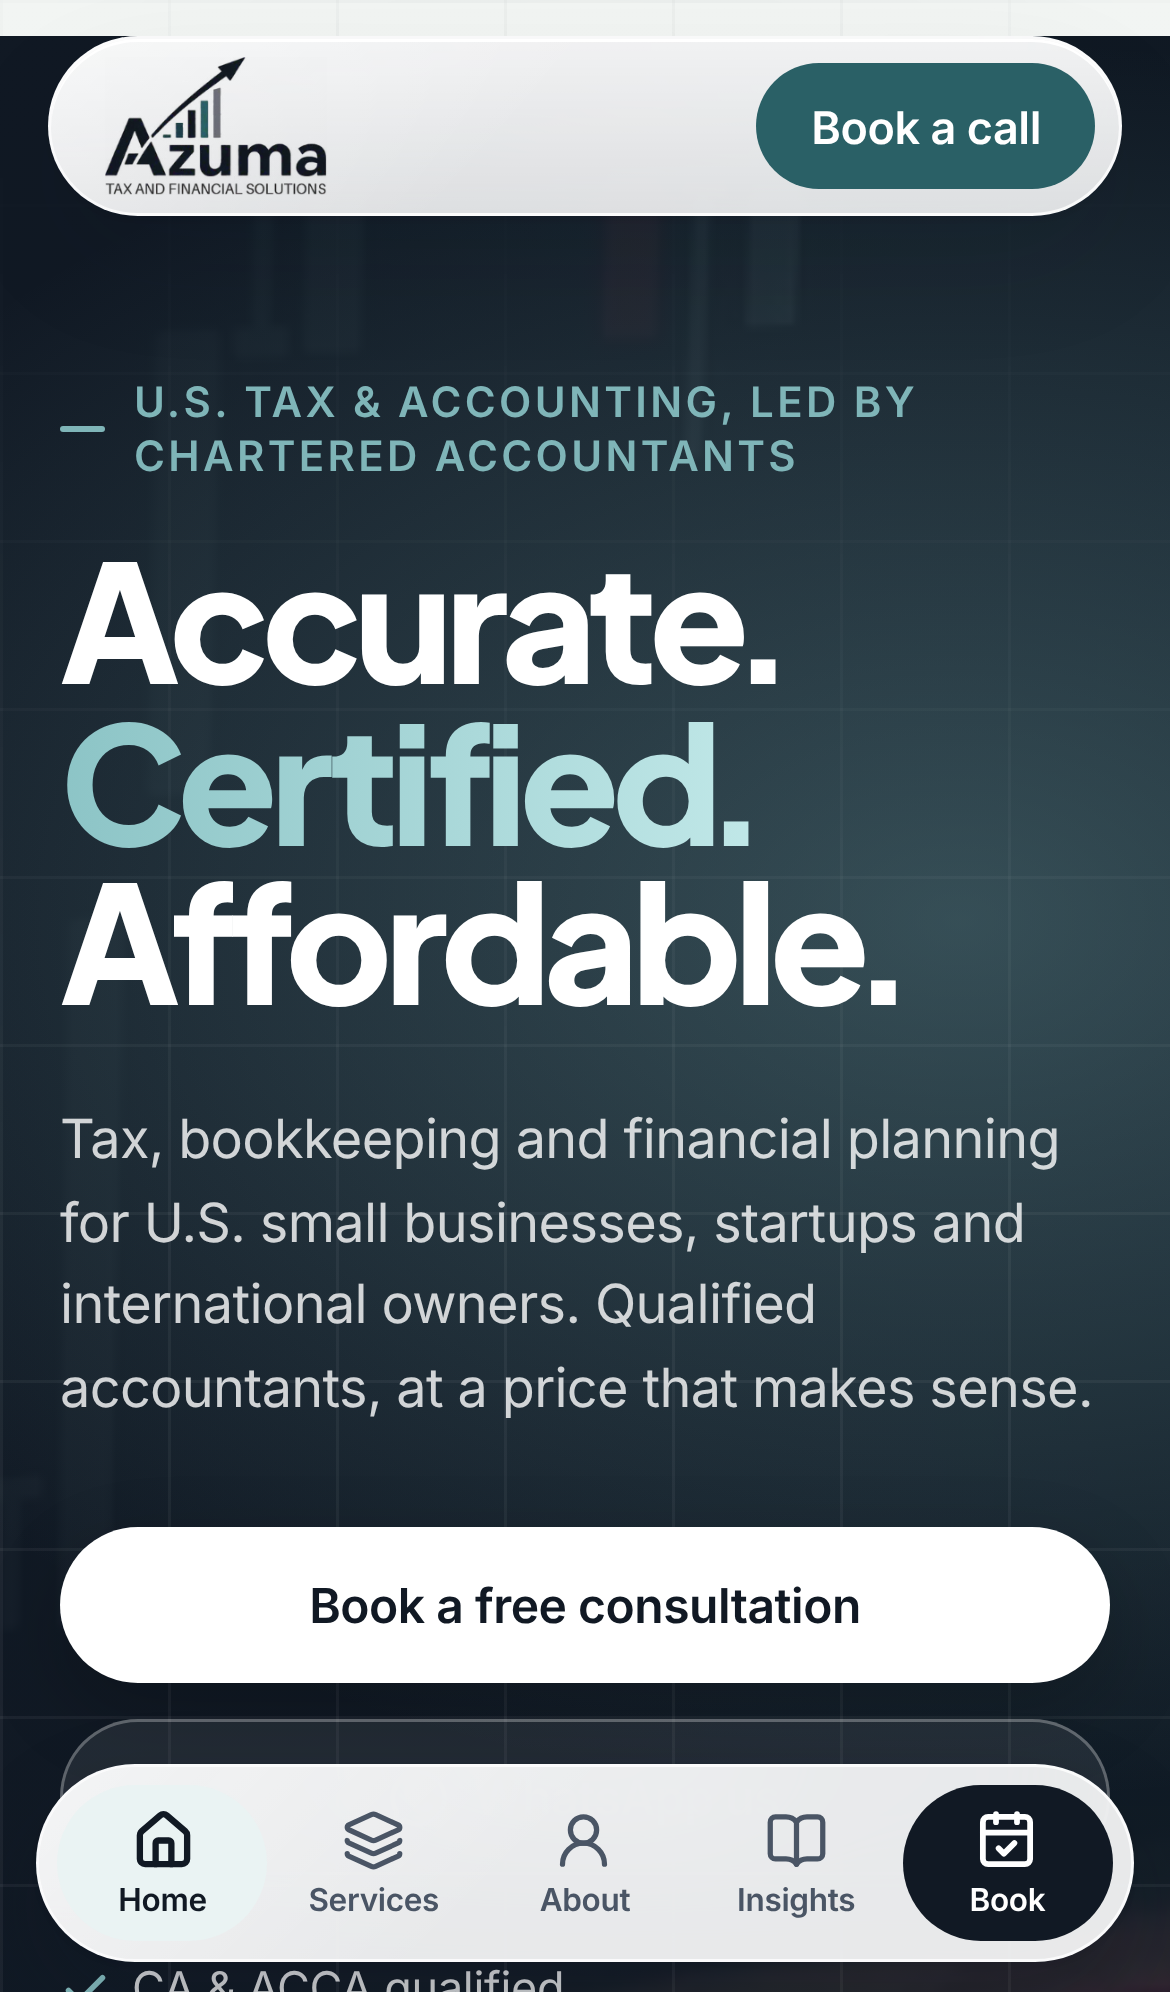 Azuma
TAX AND FINANCIAL SOLUTIONS
Book a call
U.S. TAX & ACCOUNTING, LED BY
CHARTERED ACCOUNTANTS
Accurate.
Certified.
Affordable.
Tax, bookkeeping and financial planning
for U.S. small businesses, startups and
international owners. Qualified
accountants, at a price that makes sense.
Book a free consultation
Home
Services
About
Insights
Book
CA & ACCA qualified